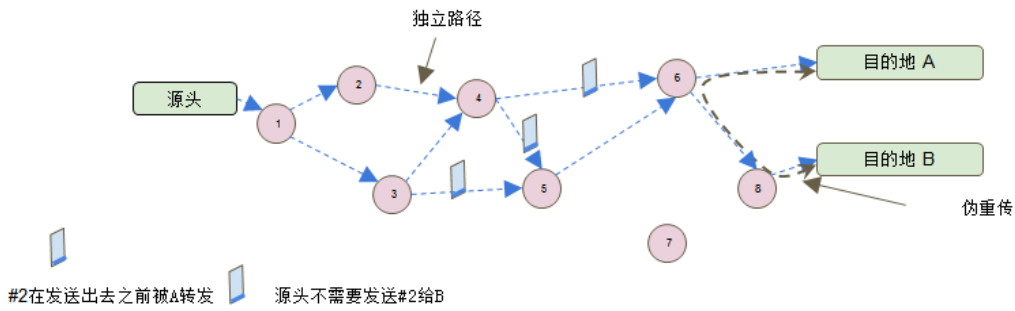 独立路径
目的地 A
6
2
源头
4
1
目的地 B
3
5
8
伪重传
7
#2在发送出去之前被A转发
源头不需要发送#2给B